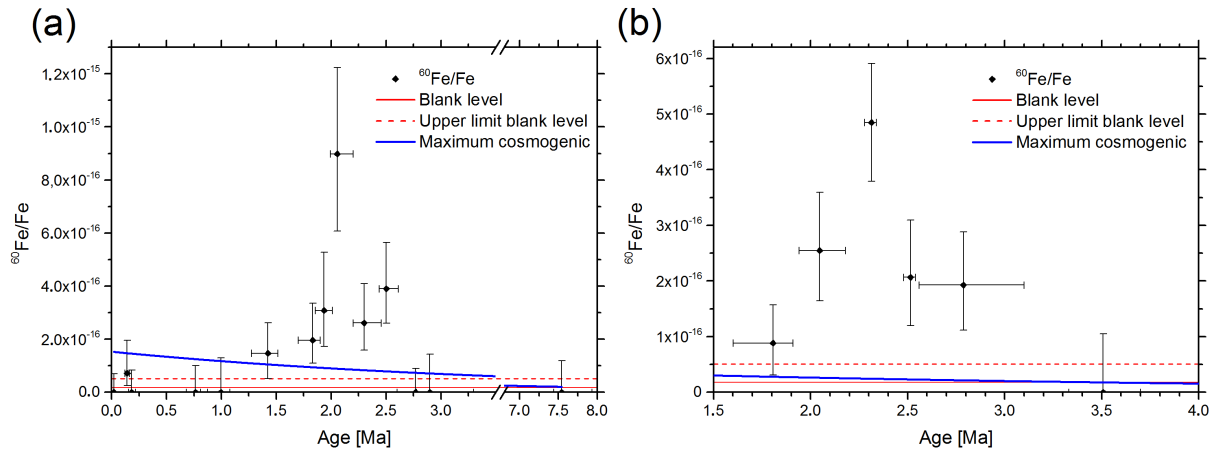 (a)
⁶⁰Fe/Fe
Blank level
Upper limit blank level
Maximum cosmogenic
1,2x10⁻¹⁵
1,0x10⁻¹⁵
8.0x10⁻¹⁶
6.0x10⁻¹⁶
4.0x10⁻¹⁶
2.0x10⁻¹⁶
0.0
⁶⁰Fe/Fe
0.0 0.5 1.0 1.5 2.0 2.5 3.0 7.0 7.5 8.0
Age [Ma]
(b)
⁶⁰Fe/Fe
Blank level
Upper limit blank level
Maximum cosmogenic
6x10⁻¹⁶
5x10⁻¹⁶
4x10⁻¹⁶
3x10⁻¹⁶
2x10⁻¹⁶
1x10⁻¹⁶
0
⁶⁰Fe/Fe
1.5 2.0 2.5 3.0 3.5 4.0
Age [Ma]